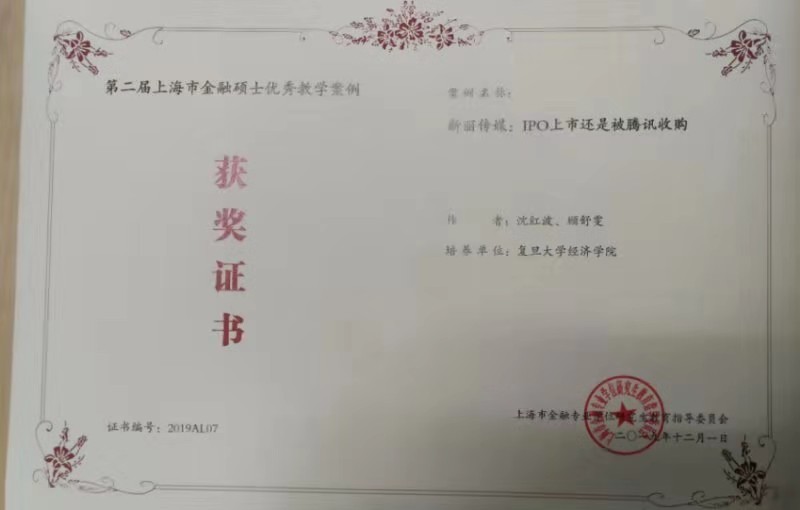 第二届上海市金融硕士优秀教学案例
获奖证书
证书编号：2019AL07
案例名称：
新丽传媒：IPO上市还是被腾讯收购
作者：沈红波、顾舒雯
培养单位：复旦大学经济学院
上海市金融专业学位研究生教育指导委员会
二〇一九年十二月一日